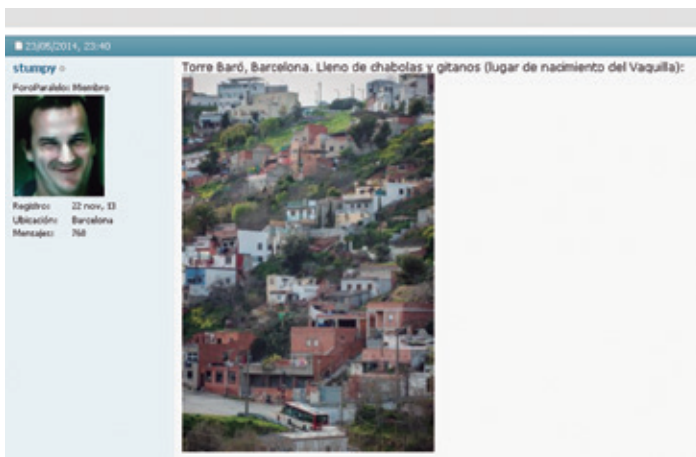 23/05/2014, 23:40
stumpy
ForoParalelo: Miembro
Registro: 22 nov, 13
Ubicación: Barcelona
Mensajes: 768
Torre Baró, Barcelona. Lleno de chabolas y gitanos (lugar de nacimiento del Vaquilla):